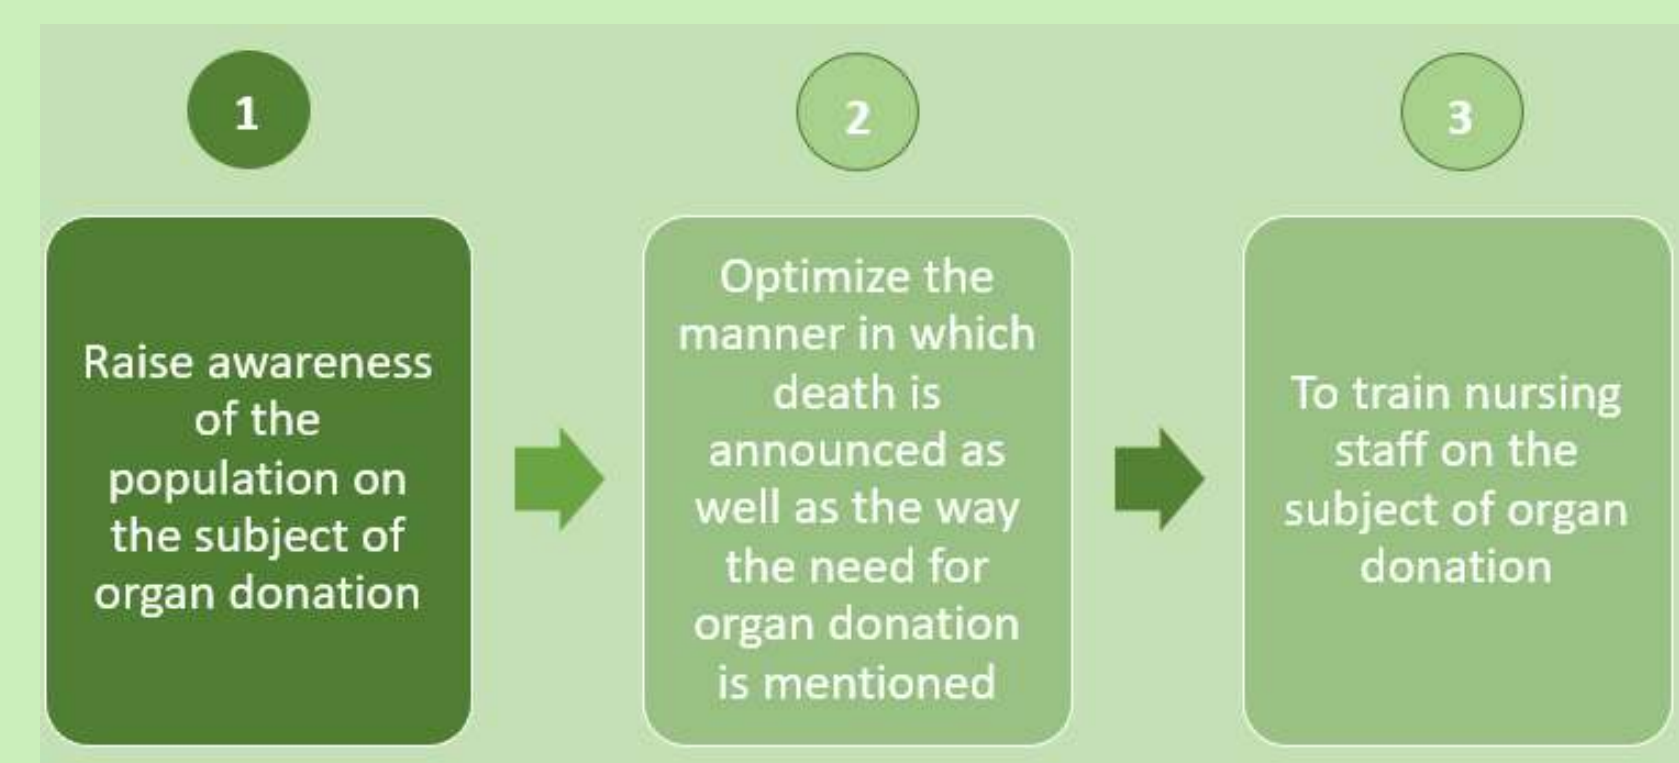 1
Raise awareness
of the
population on
the subject of
organ donation
2
Optimize the
manner in which
death is
announced as
well as the way
the need for
organ donation
is mentioned
3
To train nursing
staff on the
subject of organ
donation